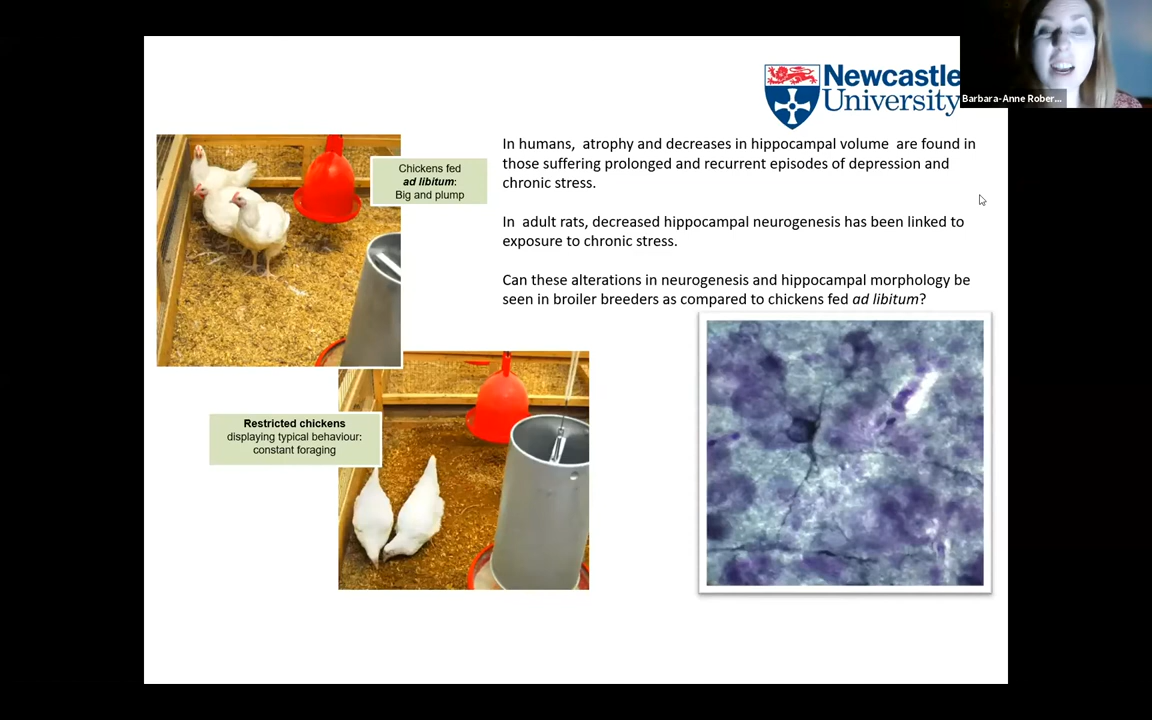 Newcastle
University
Barbara-Anne Rober...
In humans, atrophy and decreases in hippocampal volume are found in
those suffering prolonged and recurrent episodes of depression and
chronic stress.
In adult rats, decreased hippocampal neurogenesis has been linked to
exposure to chronic stress.
Can these alterations in neurogenesis and hippocampal morphology be
seen in broiler breeders as compared to chickens fed ad libitum?
Chickens fed
ad libitum:
Big and plump
Restricted chickens
displaying typical behaviour:
constant foraging